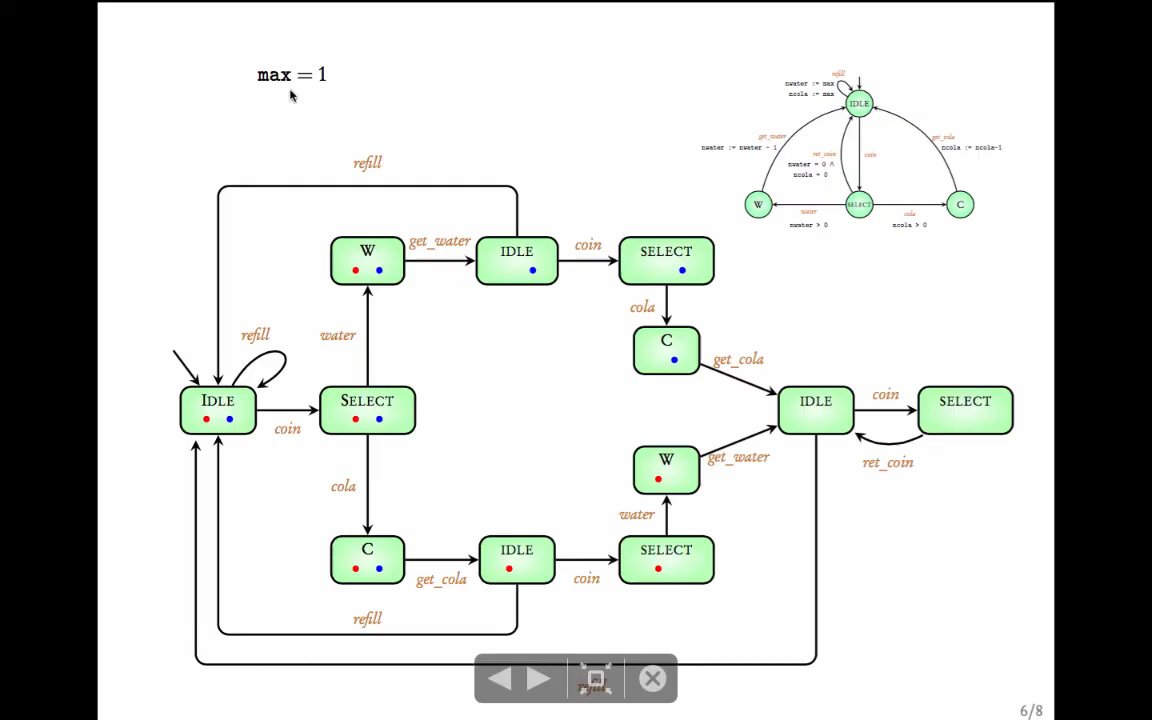 max = 1
refill
nwater := max
ncola := max
IDLE
get_water
nwater := nwater - 1
ret_coin
nwater = 0 ∧
ncola = 0
coin
get_cola
ncola := ncola-1
W
SELECT
C
water
nwater > 0
cola
ncola > 0
refill
W
get_water
IDLE
coin
SELECT
refill
water
cola
C
get_cola
IDLE
coin
SELECT
IDLE
coin
SELECT
ret_coin
W
get_water
cola
water
C
get_cola
IDLE
coin
SELECT
refill
refill
6/8